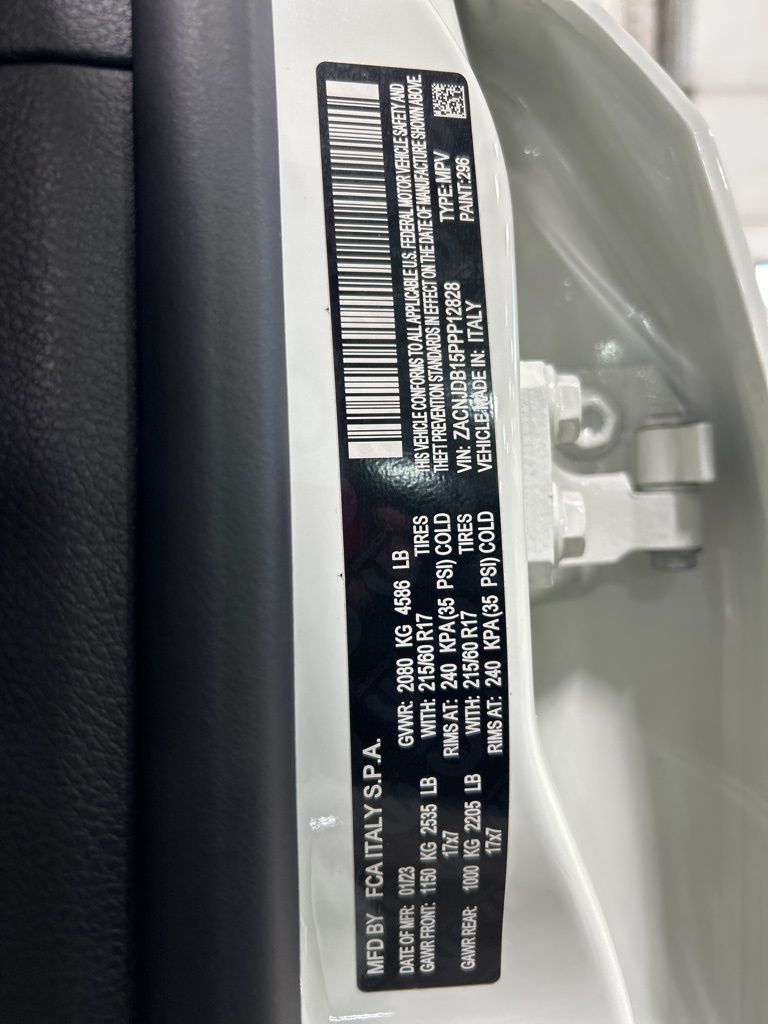 MFD BY FCA ITALY S.P.A.
DATE OF MFR: 01/23 GVWR: 2080 KG 4586 LB
GAWR FRONT: 1150 KG 2535 LB WITH: 215/60 R17 TIRES
17x7 RIMS AT: 240 KPA(35 PSI) COLD
GAWR REAR: 1000 KG 2205 LB WITH: 215/60 R17 TIRES
17x7 RIMS AT: 240 KPA(35 PSI) COLD
THIS VEHICLE CONFORMS TO ALL APPLICABLE U.S. FEDERAL MOTOR VEHICLE SAFETY AND
THEFT PREVENTION STANDARDS IN EFFECT ON THE DATE OF MANUFACTURE SHOWN ABOVE.
VIN: ZACNJDB15PPP12828 TYPE: MPV
VEHICLE MADE IN: ITALY PAINT:296